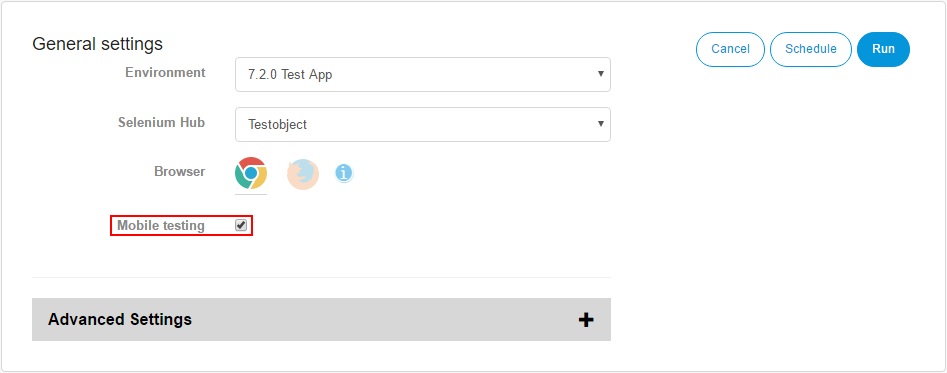 General settings
Cancel
Schedule
Run
Environment
7.2.0 Test App
Selenium Hub
Testobject
Browser
i
Mobile testing
Advanced Settings